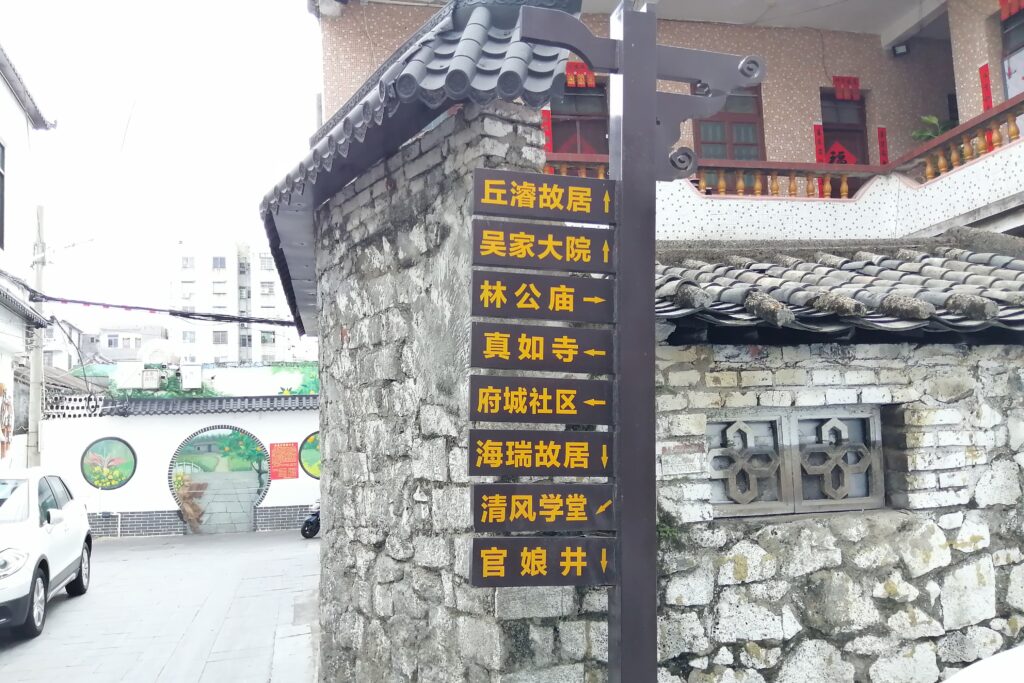 丘濬故居↑
吴家大院↑
林公庙→
真如寺←
府城社区←
海瑞故居↓
清风学堂↙
官娘井↓